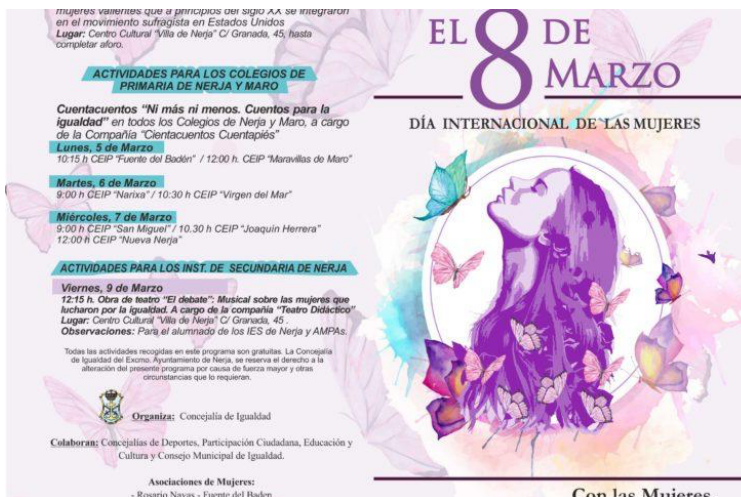 mujeres valientes que a principios del siglo XX se integraron
en el movimiento sufragista en Estados Unidos
Lugar: Centro Cultural "Villa de Nerja" C/ Granada, 45, hasta
completar aforo.
ACTIVIDADES PARA LOS COLEGIOS DE
PRIMARIA DE NERJA Y MARO
Cuentacuentos "Ni más ni menos. Cuentos para la
igualdad" en todos los Colegios de Nerja y Maro, a cargo
de la Compañía "Cientacuentos Cuentapiés"
Lunes, 5 de Marzo
10:15 h CEIP "Fuente del Badén" / 12:00 h. CEIP "Maravillas de Maro"
Martes, 6 de Marzo
9:00 h CEIP "Narixa" / 10:30 h CEIP "Virgen del Mar"
Miércoles, 7 de Marzo
9:00 h CEIP "San Miguel" / 10.30 h CEIP "Joaquín Herrera"
12:00 h CEIP "Nueva Nerja"
ACTIVIDADES PARA LOS INST. DE SECUNDARIA DE NERJA
Viernes, 9 de Marzo
12:15 h. Obra de teatro "El debate": Musical sobre las mujeres que
lucharon por la igualdad. A cargo de la compañía "Teatro Didáctico"
Lugar: Centro Cultural "Villa de Nerja" C/ Granada, 45 .
Observaciones: Para el alumnado de los IES de Nerja y AMPAs.
Todas las actividades recogidas en este programa son gratuitas. La Concejalía
de Igualdad del Excmo. Ayuntamiento de Nerja, se reserva el derecho a la
alteración del presente programa por causa de fuerza mayor y otras
circunstancias que lo requieran.
Organiza: Concejalía de Igualdad
Colaboran: Concejalías de Deportes, Participación Ciudadana, Educación y
Cultura y Consejo Municipal de Igualdad.
Asociaciones de Mujeres:
- Rosario Navas - Fuente del Baden
EL 8 DE
MARZO
DÍA INTERNACIONAL DE LAS MUJERES
Con las Mujeres